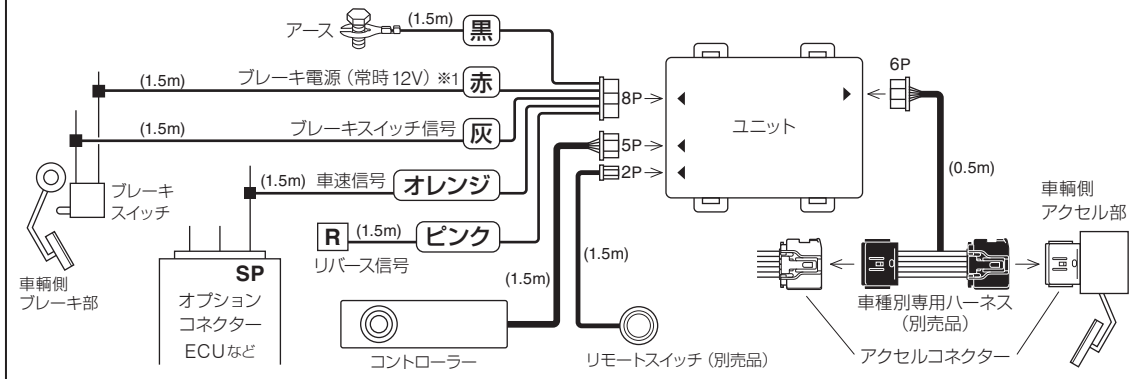 アース
(1.5m)
黒
(1.5m)
ブレーキ電源(常時12V)※1
赤
(1.5m)
ブレーキスイッチ信号
灰
(1.5m)
車速信号
オレンジ
R
(1.5m)
ピンク
リバース信号
ブレーキ
スイッチ
車輌側
ブレーキ部
SP
オプション
コネクター
ECUなど
8P
5P
2P
ユニット
6P
(0.5m)
(1.5m)
(1.5m)
コントローラー
リモートスイッチ(別売品)
車輌側
アクセル部
車種別専用ハーネス
(別売品)
アクセルコネクター